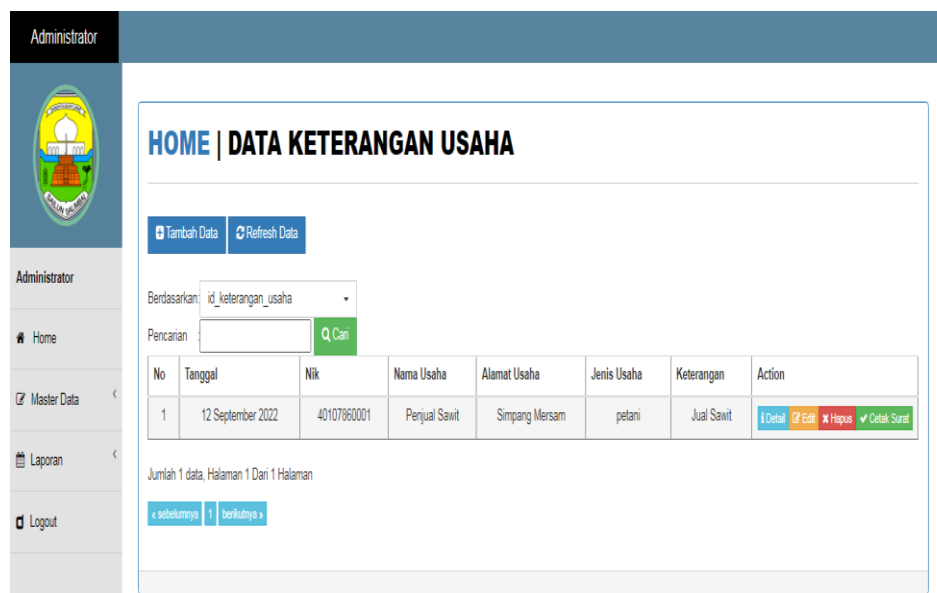 Administrator
HOME | DATA KETERANGAN USAHA
Tambah Data Refresh Data
Administrator
Berdasarkan: id_keterangan_usaha
Home
Pencarian : Cari
No Tanggal Nik Nama Usaha Alamat Usaha Jenis Usaha Keterangan Action
Master Data
1 12 September 2022 40107860001 Penjual Sawit Simpang Mersam petani Jual Sawit Detail Edit Hapus Cetak Surat
Laporan
Jumlah 1 data, Halaman 1 Dari 1 Halaman
« sebelumnya 1 berikutnya »
Logout